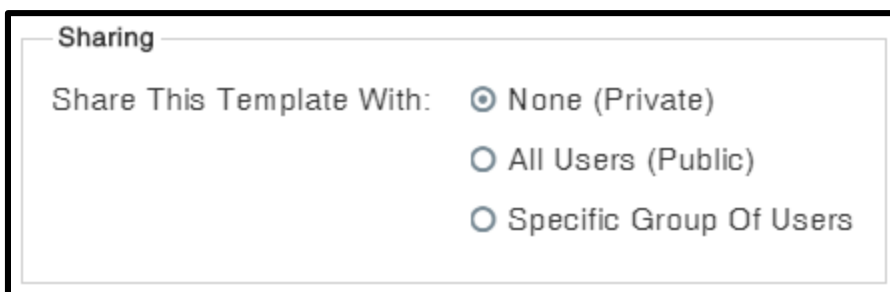 Sharing
Share This Template With: None (Private)
All Users (Public)
Specific Group Of Users